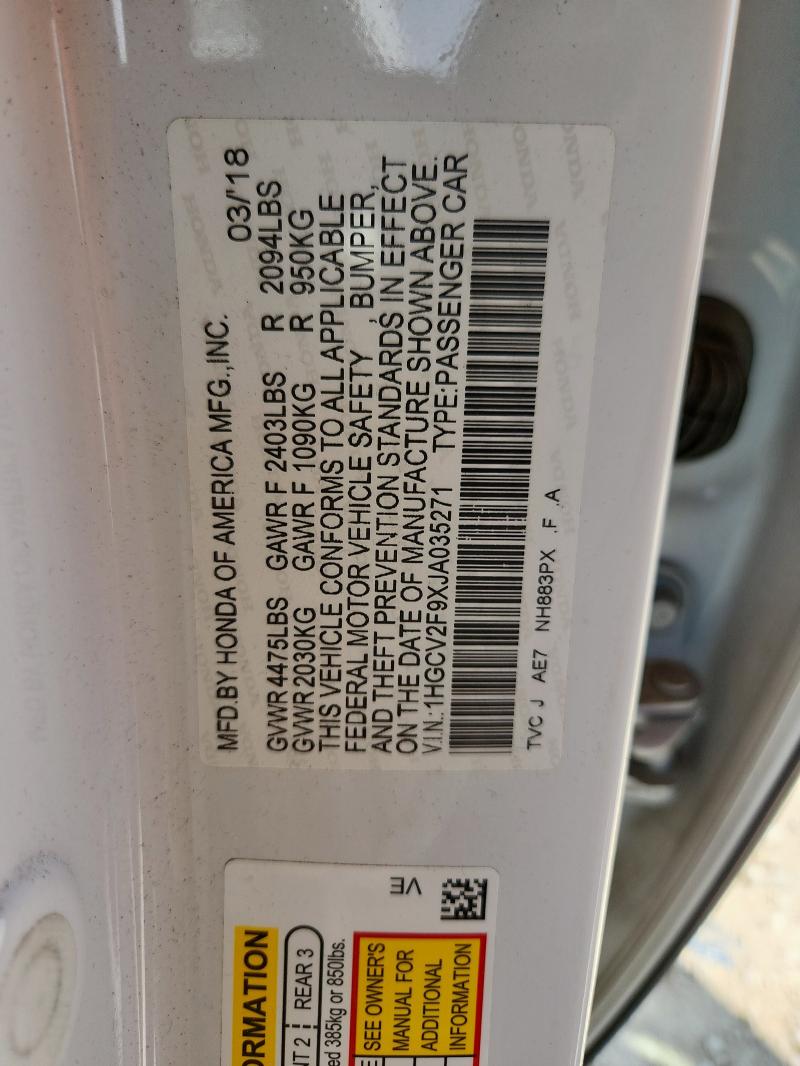 MFD.BY HONDA OF AMERICA MFG.,INC. 03/'18
GVWR 4475LBS GAWR F 2403LBS R 2094LBS
GVWR 2030KG GAWR F 1090KG R 950KG
THIS VEHICLE CONFORMS TO ALL APPLICABLE
FEDERAL MOTOR VEHICLE SAFETY, BUMPER,
AND THEFT PREVENTION STANDARDS IN EFFECT
ON THE DATE OF MANUFACTURE SHOWN ABOVE.
V.I.N.:1HGCV2F9XJA035271 TYPE:PASSENGER CAR
TVC J AE7 NH883PX .F .A
VE
REAR 3
385kg or 850lbs.
SEE OWNER'S
MANUAL FOR
ADDITIONAL
INFORMATION